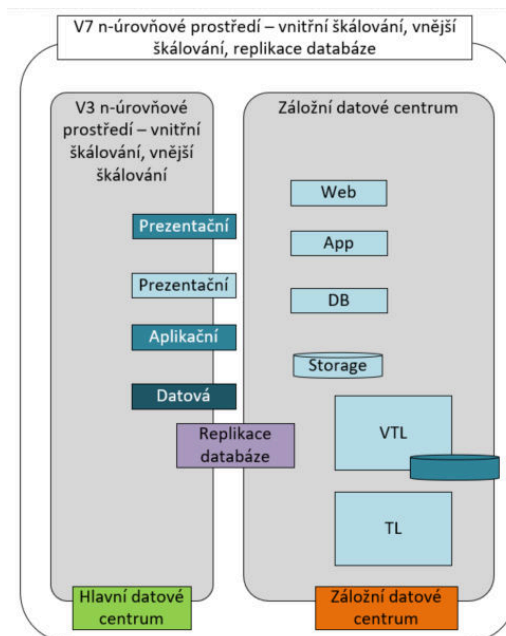 V7 n-úrovňové prostředí – vnitřní škálování, vnější
škálování, replikace databáze
V3 n-úrovňové
prostředí – vnitřní
škálování, vnější
škálování
Prezentační
Prezentační
Aplikační
Datová
Replikace
databáze
Hlavní datové
centrum
Záložní datové centrum
Web
App
DB
Storage
VTL
TL
Záložní datové
centrum